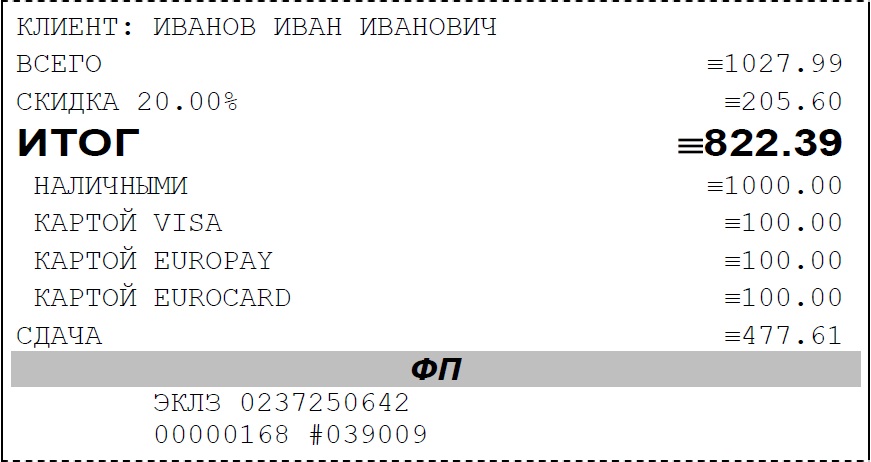 КЛИЕНТ: ИВАНОВ ИВАН ИВАНОВИЧ
ВСЕГО ≡1027.99
СКИДКА 20.00% ≡205.60
ИТОГ ≡822.39
НАЛИЧНЫМИ ≡1000.00
КАРТОЙ VISA ≡100.00
КАРТОЙ EUROPAY ≡100.00
КАРТОЙ EUROCARD ≡100.00
СДАЧА ≡477.61
ФП
ЭКЛЗ 0237250642
00000168 #039009